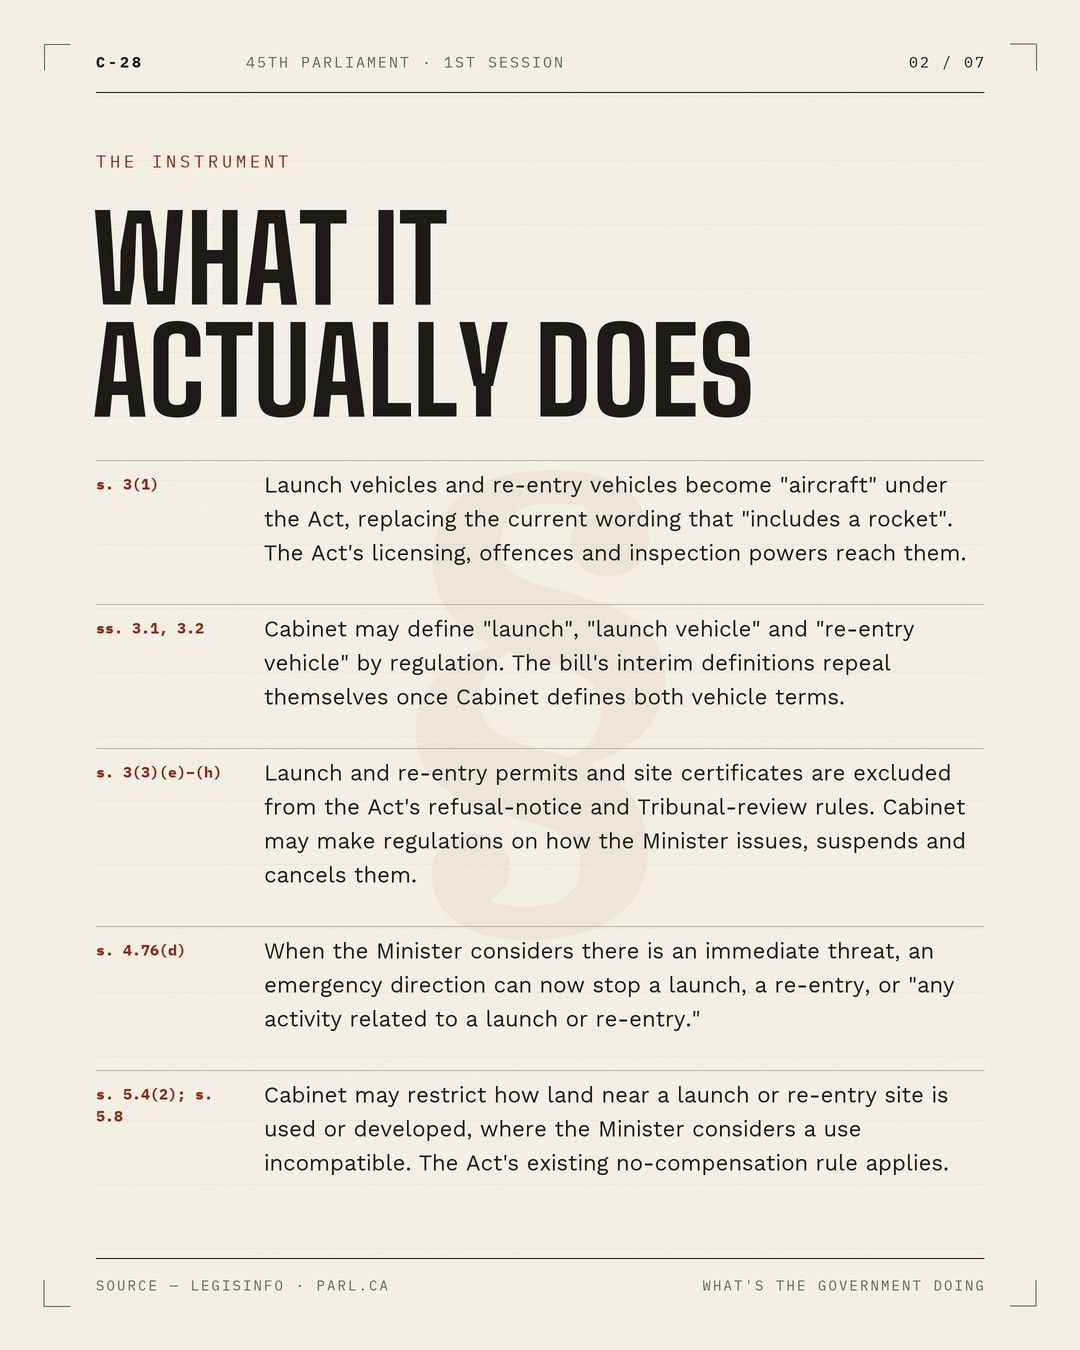 C-28 45TH PARLIAMENT · 1ST SESSION 02 / 07
THE INSTRUMENT
WHAT IT
ACTUALLY DOES
s. 3(1) Launch vehicles and re-entry vehicles become "aircraft" under
the Act, replacing the current wording that "includes a rocket".
The Act's licensing, offences and inspection powers reach them.
ss. 3.1, 3.2 Cabinet may define "launch", "launch vehicle" and "re-entry
vehicle" by regulation. The bill's interim definitions repeal
themselves once Cabinet defines both vehicle terms.
s. 3(3)(e)–(h) Launch and re-entry permits and site certificates are excluded
from the Act's refusal-notice and Tribunal-review rules. Cabinet
may make regulations on how the Minister issues, suspends and
cancels them.
s. 4.76(d) When the Minister considers there is an immediate threat, an
emergency direction can now stop a launch, a re-entry, or "any
activity related to a launch or re-entry."
s. 5.4(2); s. Cabinet may restrict how land near a launch or re-entry site is
5.8 used or developed, where the Minister considers a use
incompatible. The Act's existing no-compensation rule applies.
§
SOURCE — LEGISINFO · PARL.CA WHAT'S THE GOVERNMENT DOING